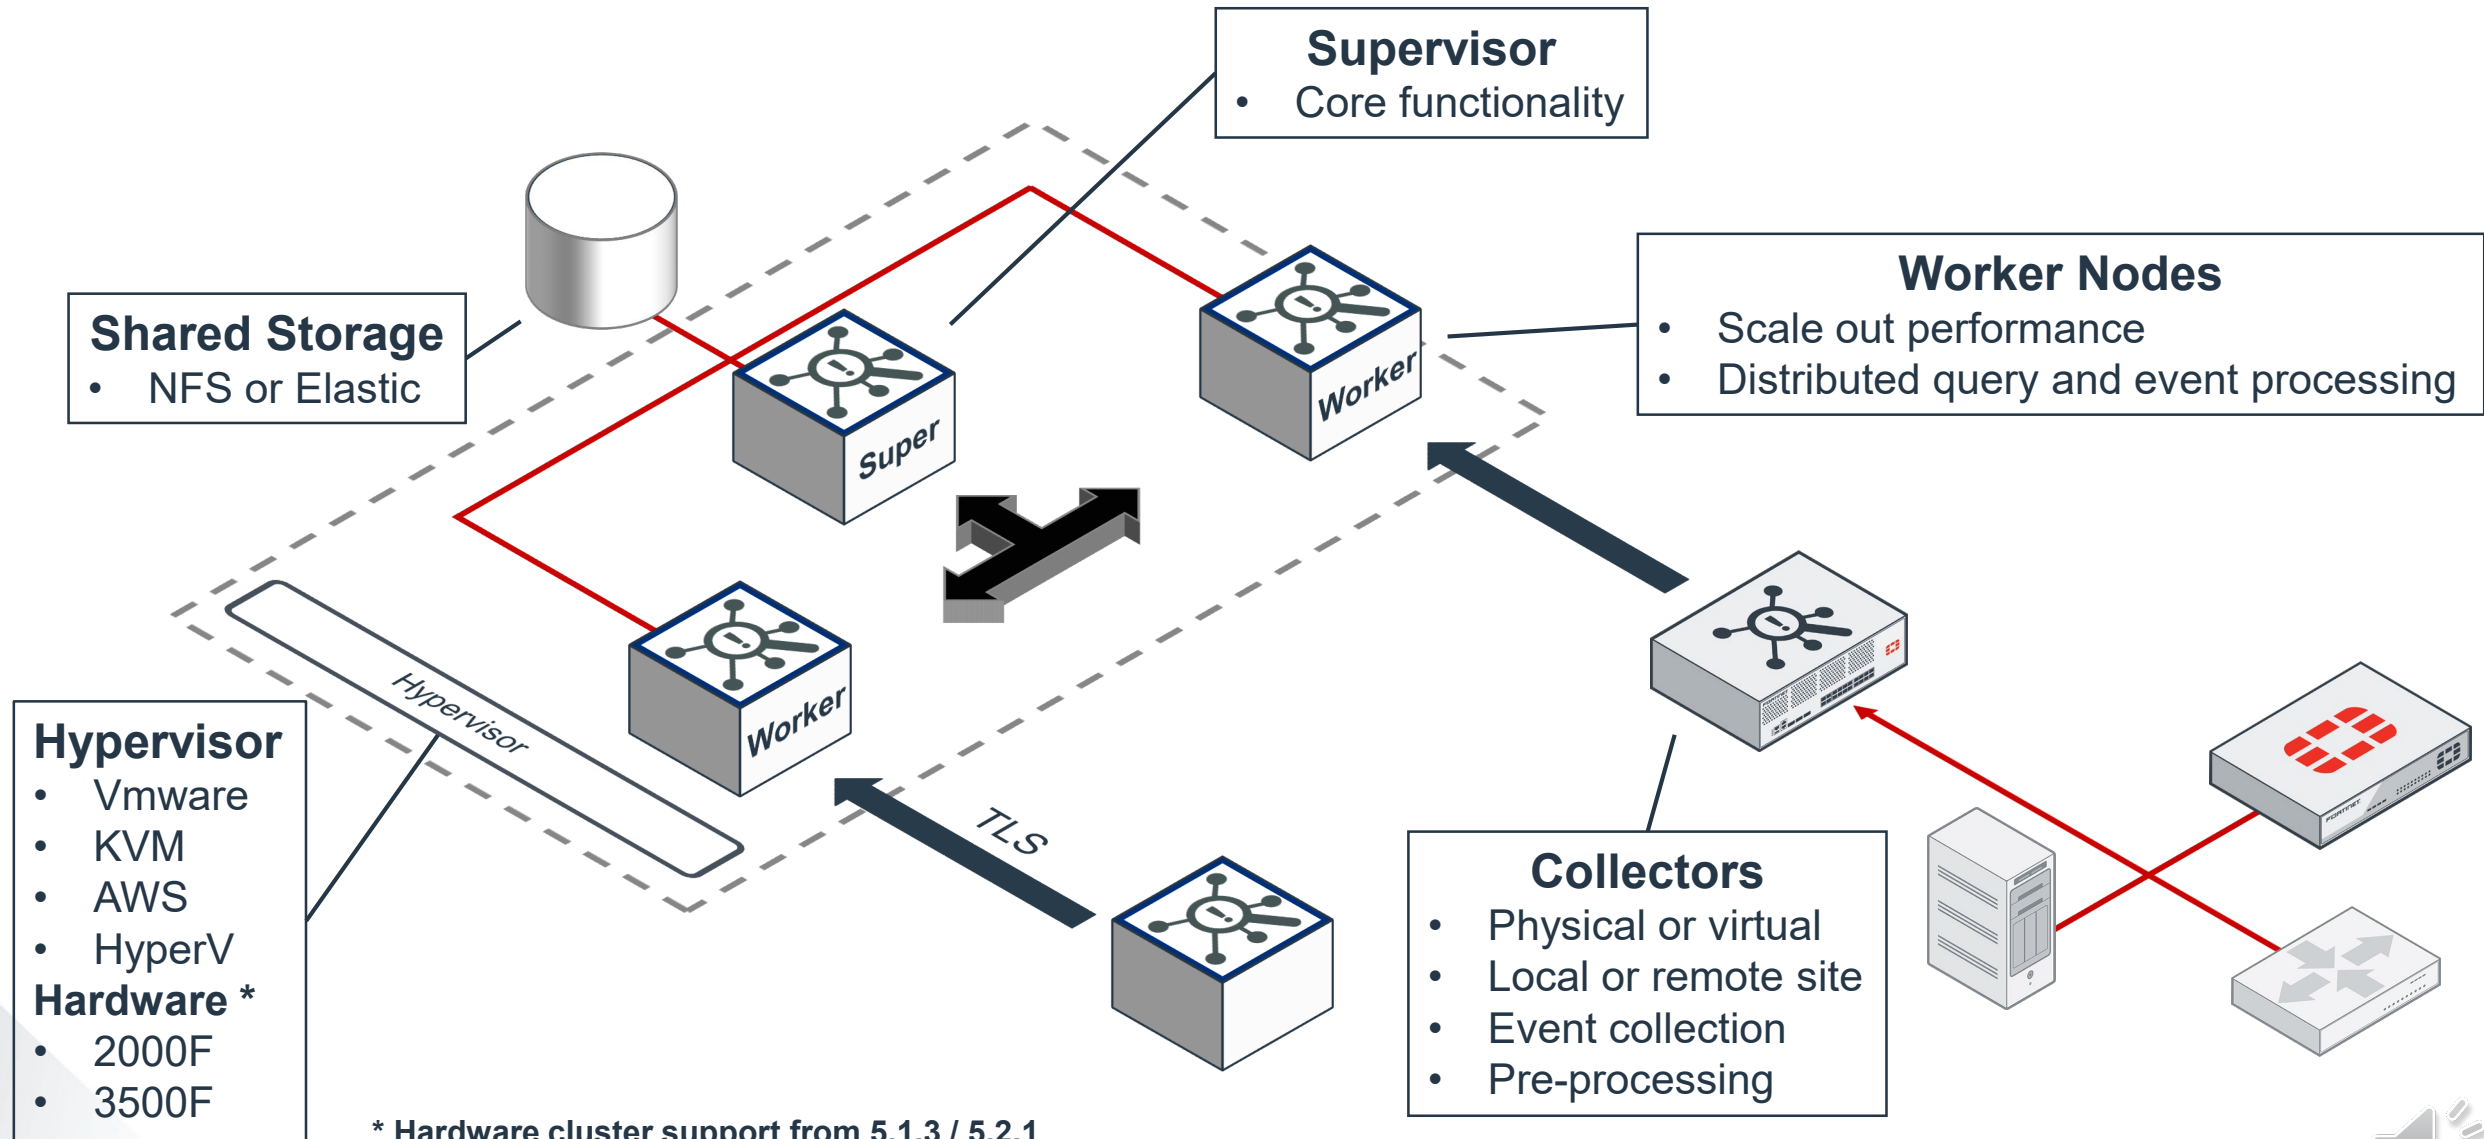 Supervisor
• Core functionality
Shared Storage
• NFS or Elastic
Worker Nodes
• Scale out performance
• Distributed query and event processing
Super
Worker
Worker
Hypervisor
TLS
Hypervisor
• Vmware
• KVM
• AWS
• HyperV
Hardware *
• 2000F
• 3500F
Collectors
• Physical or virtual
• Local or remote site
• Event collection
• Pre-processing
FORTINET
* Hardware cluster support from 5.1.3 / 5.2.1